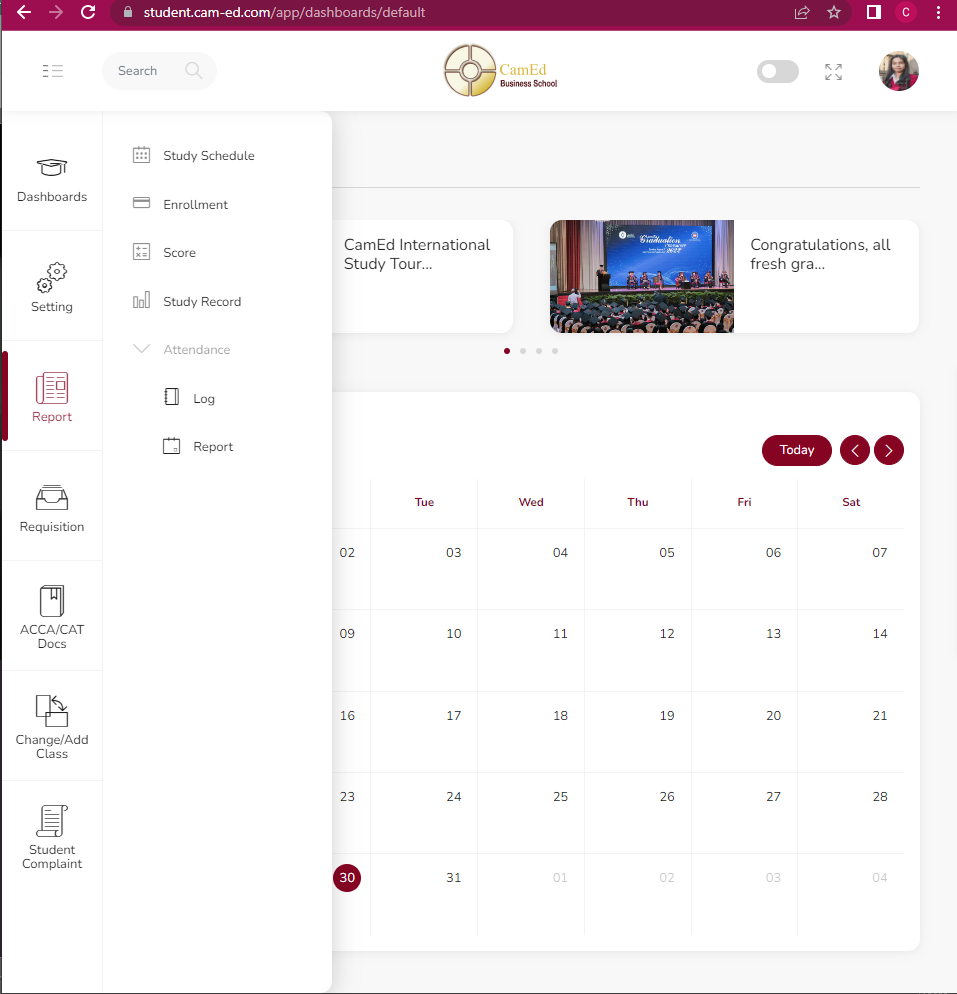 student.cam-ed.com/app/dashboards/default
C
Search
CamEd
Business School
Dashboards
Setting
Report
Requisition
ACCA/CAT
Docs
Change/Add
Class
Student
Complaint
Study Schedule
Enrollment
Score
Study Record
Attendance
Log
Report
CamEd International
Study Tour...
Graduation
Congratulations, all
fresh gra...
Today
Tue Wed Thu Fri Sat
02 03 04 05 06 07
09 10 11 12 13 14
16 17 18 19 20 21
23 24 25 26 27 28
30 31 01 02 03 04